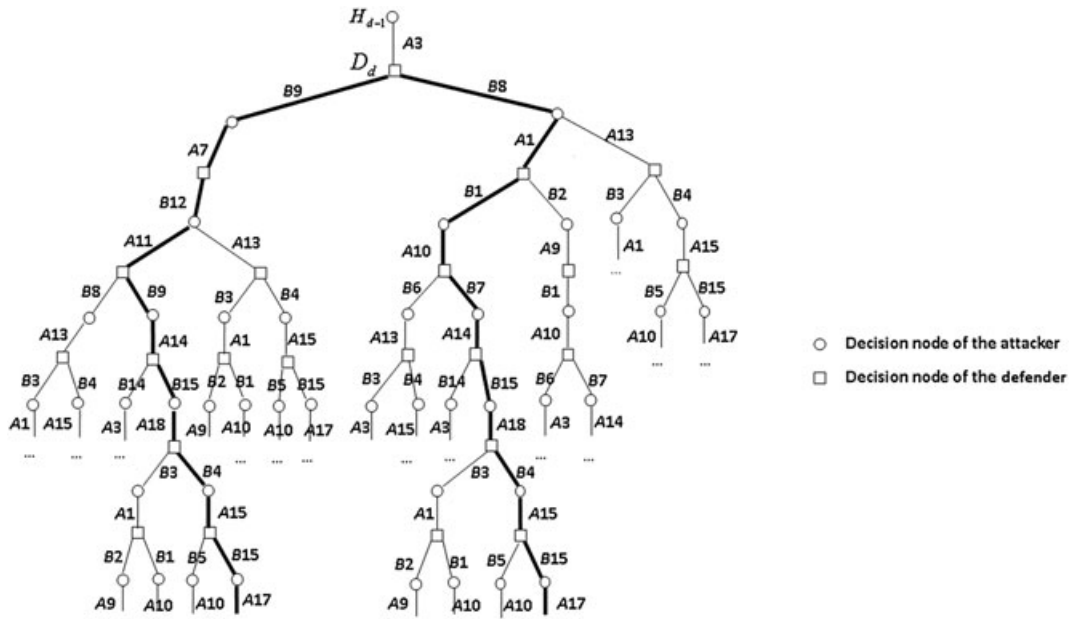 H_{d-1}
A3
D_d
B9 B8
A1 A13
A7
B1 B2 B3 B4
B12
A11 A13 A10 A9 A1 A15
...
B8 B9 B3 B4 B6 B7 B1 B5 B15
A13 A14 A1 A15 A13 A14 A10 A10 A17
... ...
B3 B4 B14 B15 B2 B1 B5 B15 B3 B4 B14 B15 B6 B7
A1 A15 A3 A18 A9 A10 A10 A17 A3 A15 A3 A18 A3 A14
... ... ... ... ... ... ... ... ... ...
B3 B4 B3 B4
A1 A15 A1 A15
B2 B1 B5 B15 B2 B1 B5 B15
A9 A10 A10 A17 A9 A10 A10 A17
Decision node of the attacker
Decision node of the defender